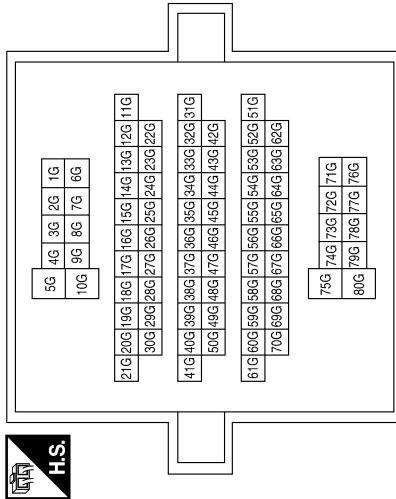 H.S.
5G 4G 3G 2G 1G
10G 9G 8G 7G 6G
21G 20G 19G 18G 17G 16G 15G 14G 13G 12G 11G
30G 29G 28G 27G 26G 25G 24G 23G 22G
41G 40G 39G 38G 37G 36G 35G 34G 33G 32G 31G
50G 49G 48G 47G 46G 45G 44G 43G 42G
61G 60G 59G 58G 57G 56G 55G 54G 53G 52G 51G
70G 69G 68G 67G 66G 65G 64G 63G 62G
75G 74G 73G 72G 71G
80G 79G 78G 77G 76G